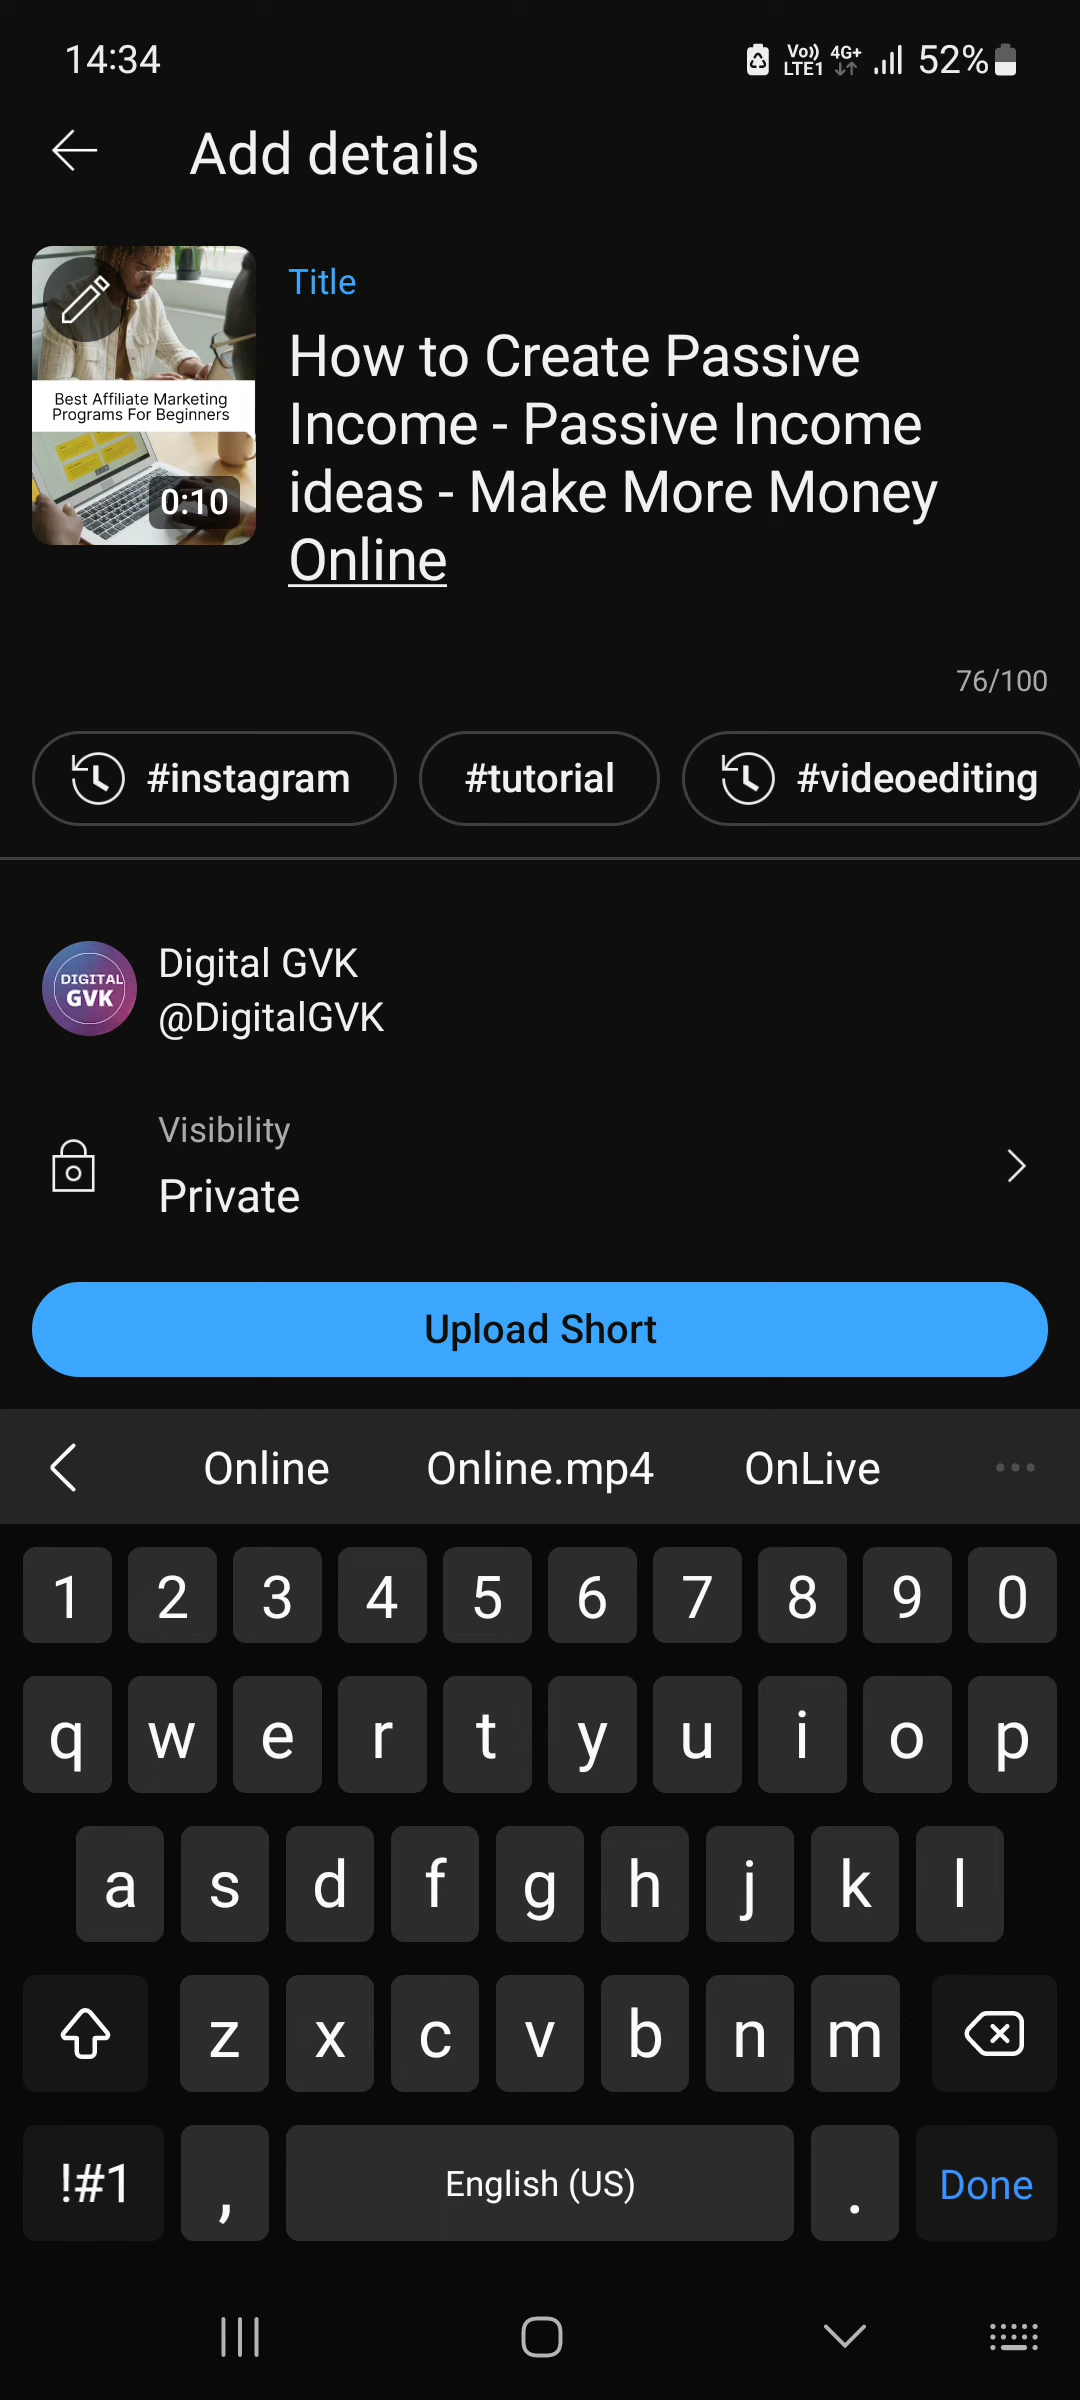 14:34
Vo)) LTE1 4G+ 52%
Add details
Best Affiliate Marketing
Programs For Beginners
0:10
Title
How to Create Passive
Income - Passive Income
ideas - Make More Money
Online
76/100
#instagram #tutorial #videoediting
DIGITAL
GVK
Digital GVK
@DigitalGVK
Visibility
Private
Upload Short
Online Online.mp4 OnLive ...
1 2 3 4 5 6 7 8 9 0
q w e r t y u i o p
a s d f g h j k l
z x c v b n m
!#1 , English (US) . Done